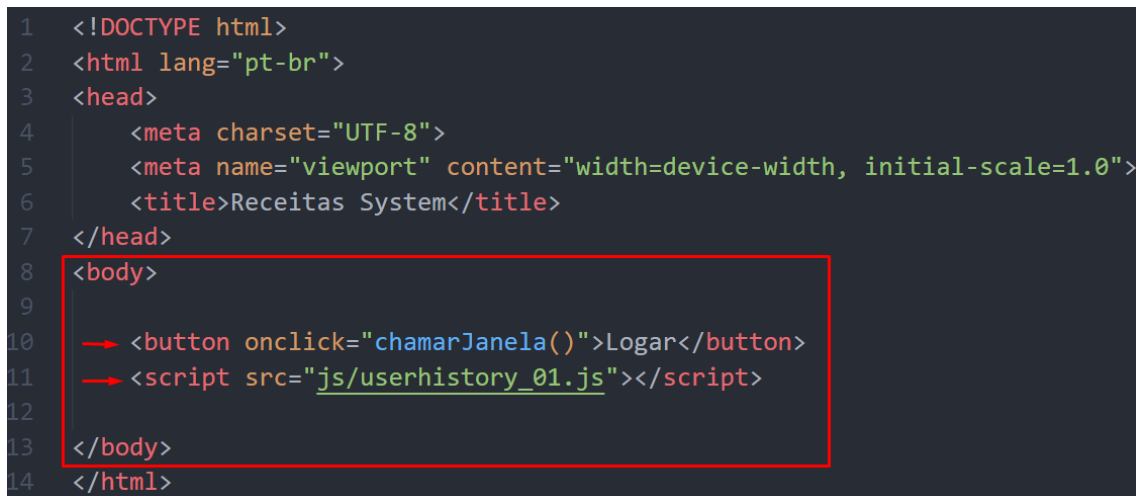 1 <!DOCTYPE html>
2 <html lang="pt-br">
3 <head>
4 <meta charset="UTF-8">
5 <meta name="viewport" content="width=device-width, initial-scale=1.0">
6 <title>Receitas System</title>
7 </head>
8 <body>
9
10 <button onclick="chamarJanela()">Logar</button>
11 <script src="js/userhistory_01.js"></script>
12
13 </body>
14 </html>